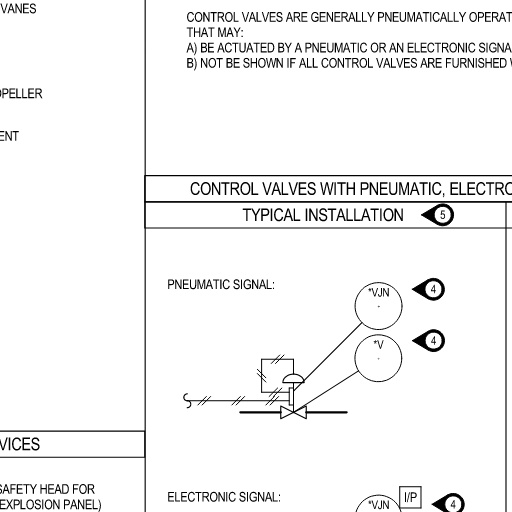 VANES
CONTROL VALVES ARE GENERALLY PNEUMATICALLY OPERAT
THAT MAY:
A) BE ACTUATED BY A PNEUMATIC OR AN ELECTRONIC SIGNA
B) NOT BE SHOWN IF ALL CONTROL VALVES ARE FURNISHED
OPELLER
ENT
CONTROL VALVES WITH PNEUMATIC, ELECTRO
TYPICAL INSTALLATION 5
PNEUMATIC SIGNAL:
*VJN 4
*V 4
VICES
SAFETY HEAD FOR
EXPLOSION PANEL)
ELECTRONIC SIGNAL:
*VJN I/P 4